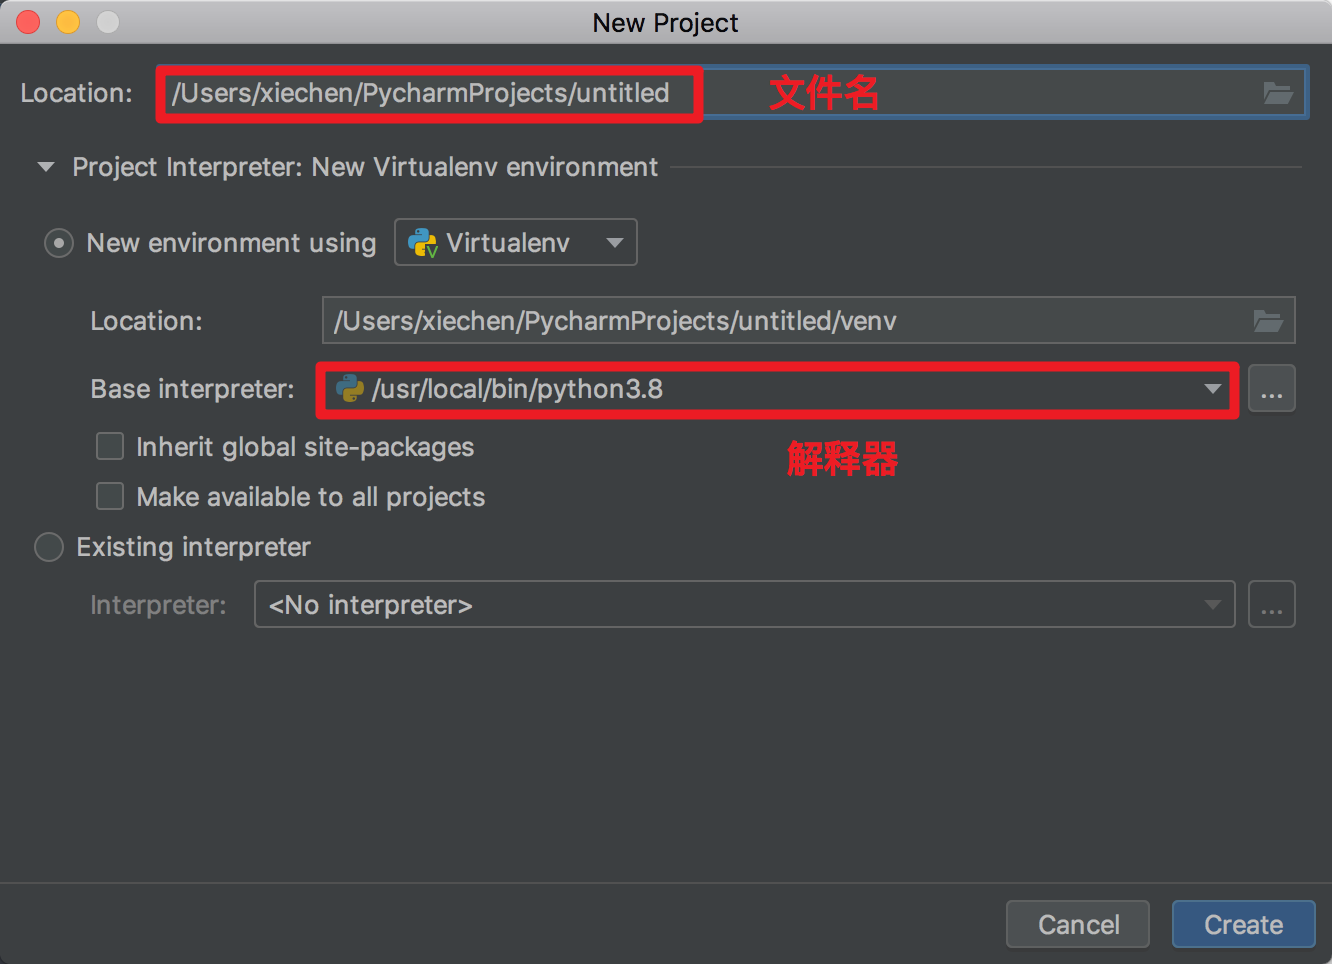 New Project
Location: /Users/xiechen/PycharmProjects/untitled 文件名
Project Interpreter: New Virtualenv environment
New environment using Virtualenv
Location: /Users/xiechen/PycharmProjects/untitled/venv
Base interpreter: /usr/local/bin/python3.8 ...
解释器
Inherit global site-packages
Make available to all projects
Existing interpreter
Interpreter: <No interpreter> ...
Cancel Create